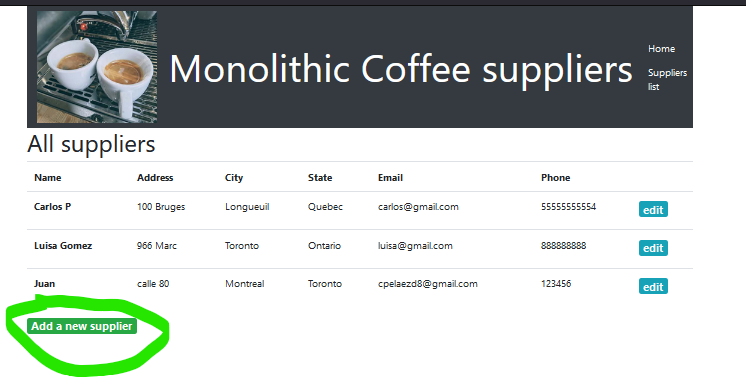 Monolithic Coffee suppliers
Home
Suppliers
list
All suppliers
Name Address City State Email Phone
Carlos P 100 Bruges Longueuil Quebec carlos@gmail.com 55555555554 edit
Luisa Gomez 966 Marc Toronto Ontario luisa@gmail.com 888888888 edit
Juan calle 80 Montreal Toronto cpelaezd8@gmail.com 123456 edit
Add a new supplier